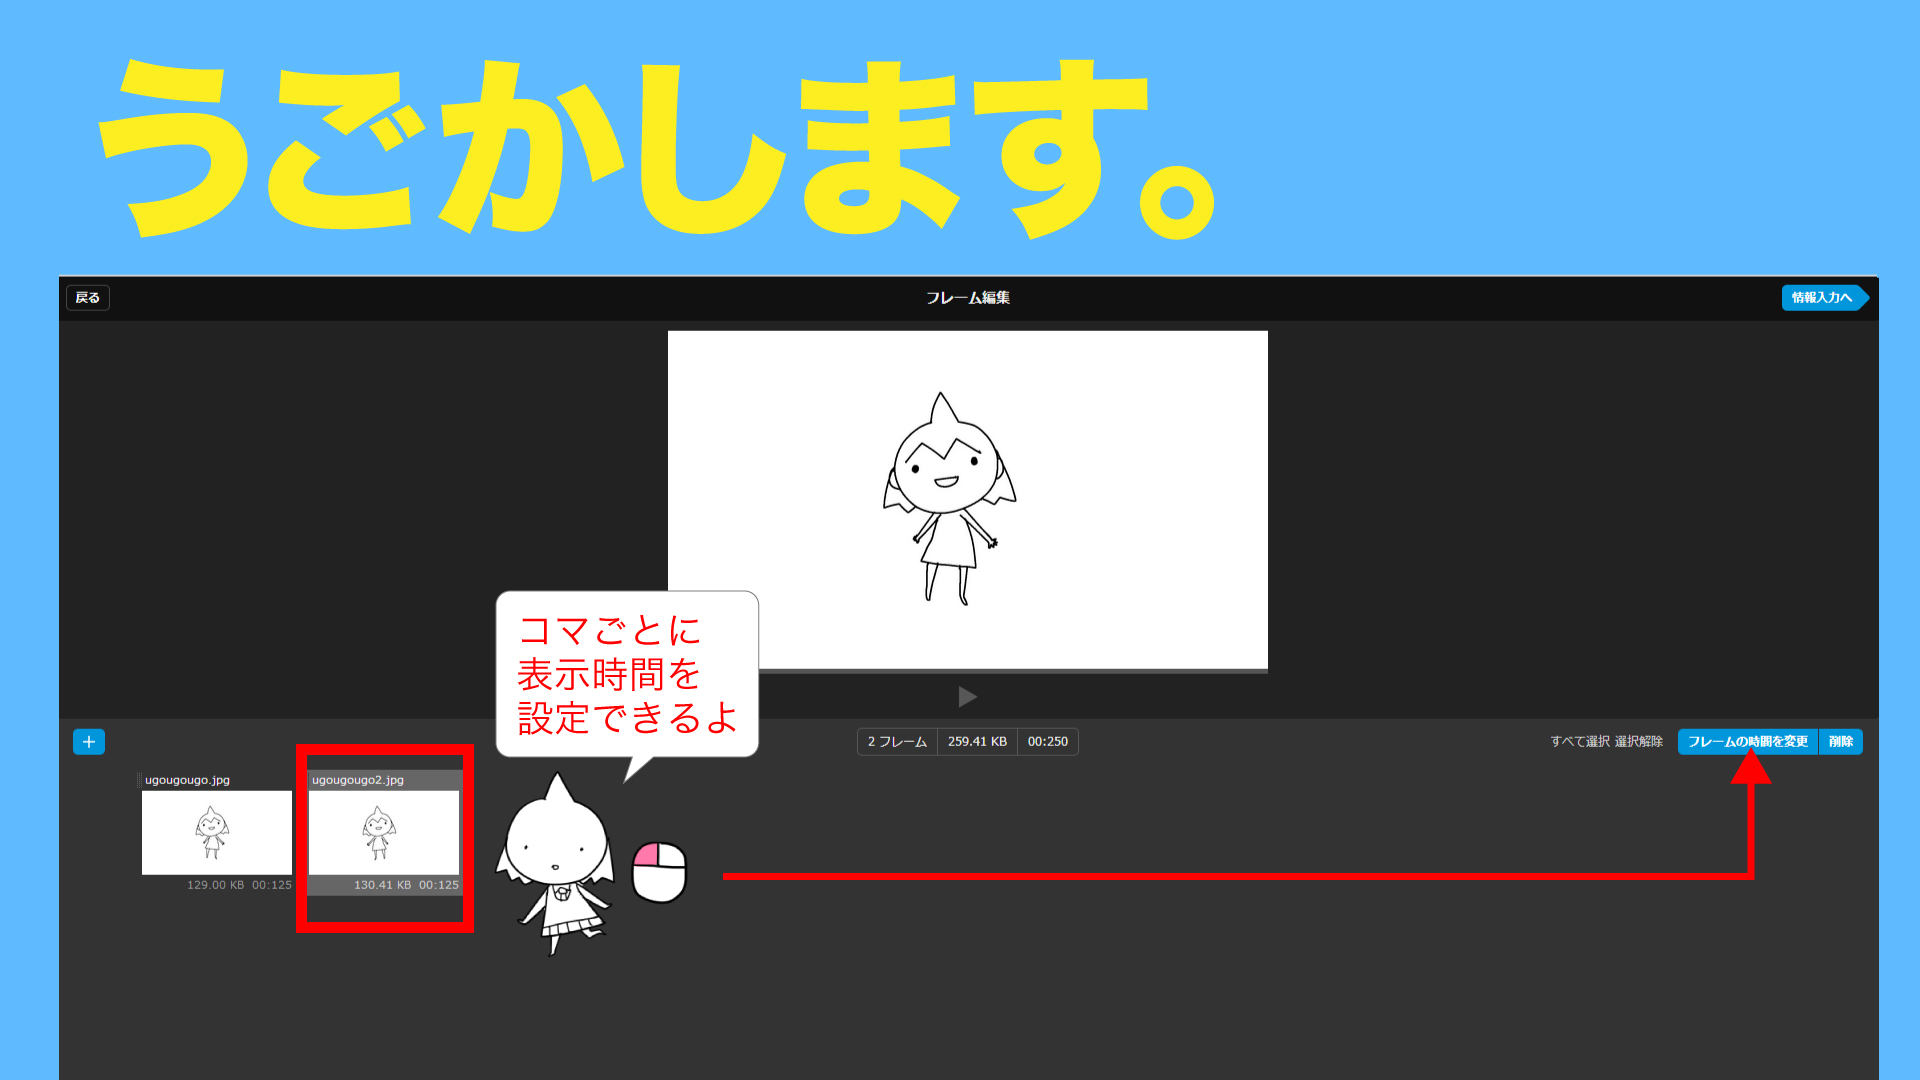 うごかします。
戻る
フレーム編集
情報入力へ
コマごとに
表示時間を
設定できるよ
2 フレーム 259.41 KB 00:250
すべて選択 選択解除
フレームの時間を変更 削除
ugougougo.jpg
129.00 KB 00:125
ugougougo2.jpg
130.41 KB 00:125